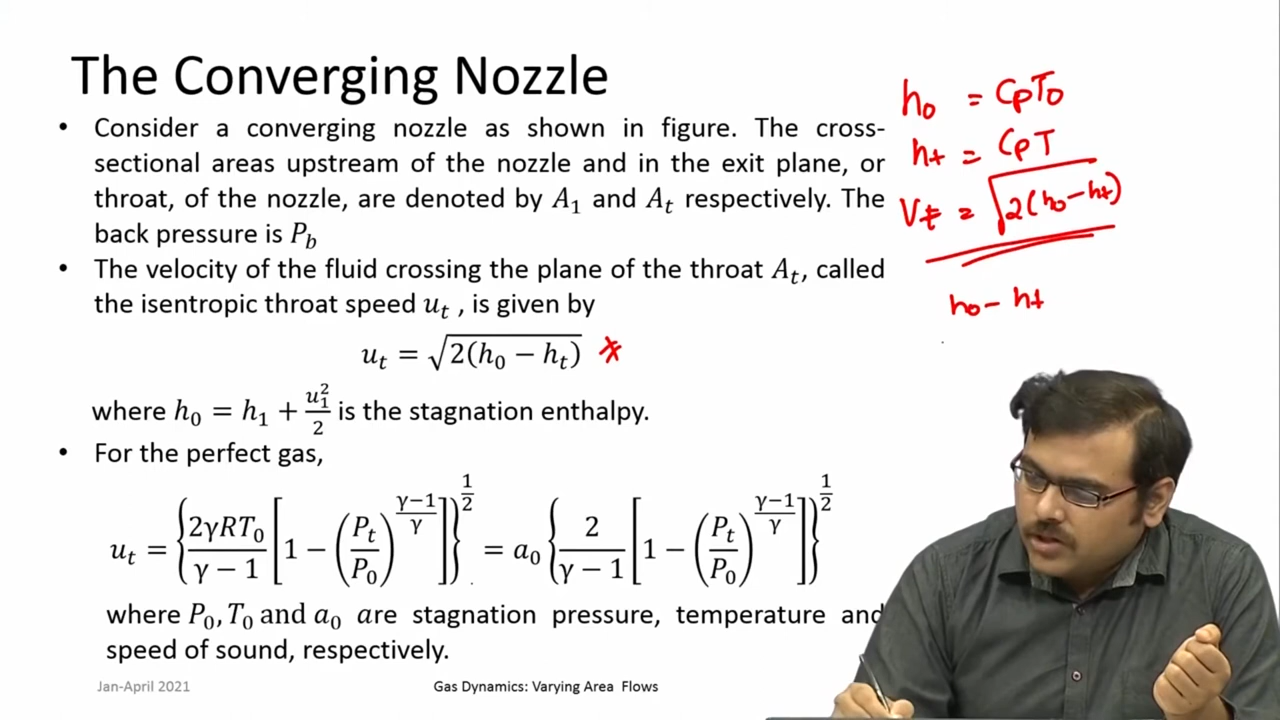 The Converging Nozzle
• Consider a converging nozzle as shown in figure. The cross-
sectional areas upstream of the nozzle and in the exit plane, or
throat, of the nozzle, are denoted by A₁ and Aₜ respectively. The
back pressure is P_b
• The velocity of the fluid crossing the plane of the throat Aₜ, called
the isentropic throat speed uₜ , is given by
uₜ = √2(h₀ − hₜ) *
where h₀ = h₁ + u₁²/2 is the stagnation enthalpy.
• For the perfect gas,
uₜ = {2γRT₀/(γ − 1) [1 − (Pₜ/P₀)^((γ−1)/γ)]}^(1/2) = a₀ {2/(γ − 1) [1 − (Pₜ/P₀)^((γ−1)/γ)]}^(1/2)
where P₀, T₀ and a₀ are stagnation pressure, temperature and
speed of sound, respectively.
h₀ = CpT₀
hₜ = CpT
Vₜ = √2(h₀ − hₜ)
h₀ − hₜ
Jan-April 2021
Gas Dynamics: Varying Area Flows